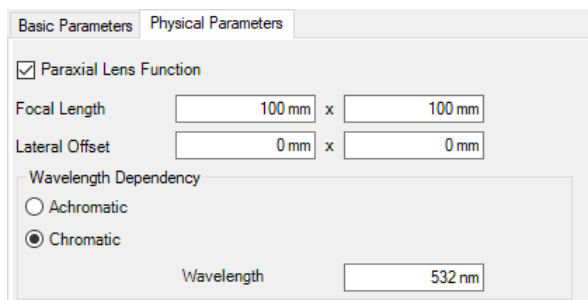 Basic Parameters Physical Parameters
Paraxial Lens Function
Focal Length 100 mm x 100 mm
Lateral Offset 0 mm x 0 mm
Wavelength Dependency
Achromatic
Chromatic
Wavelength 532 nm